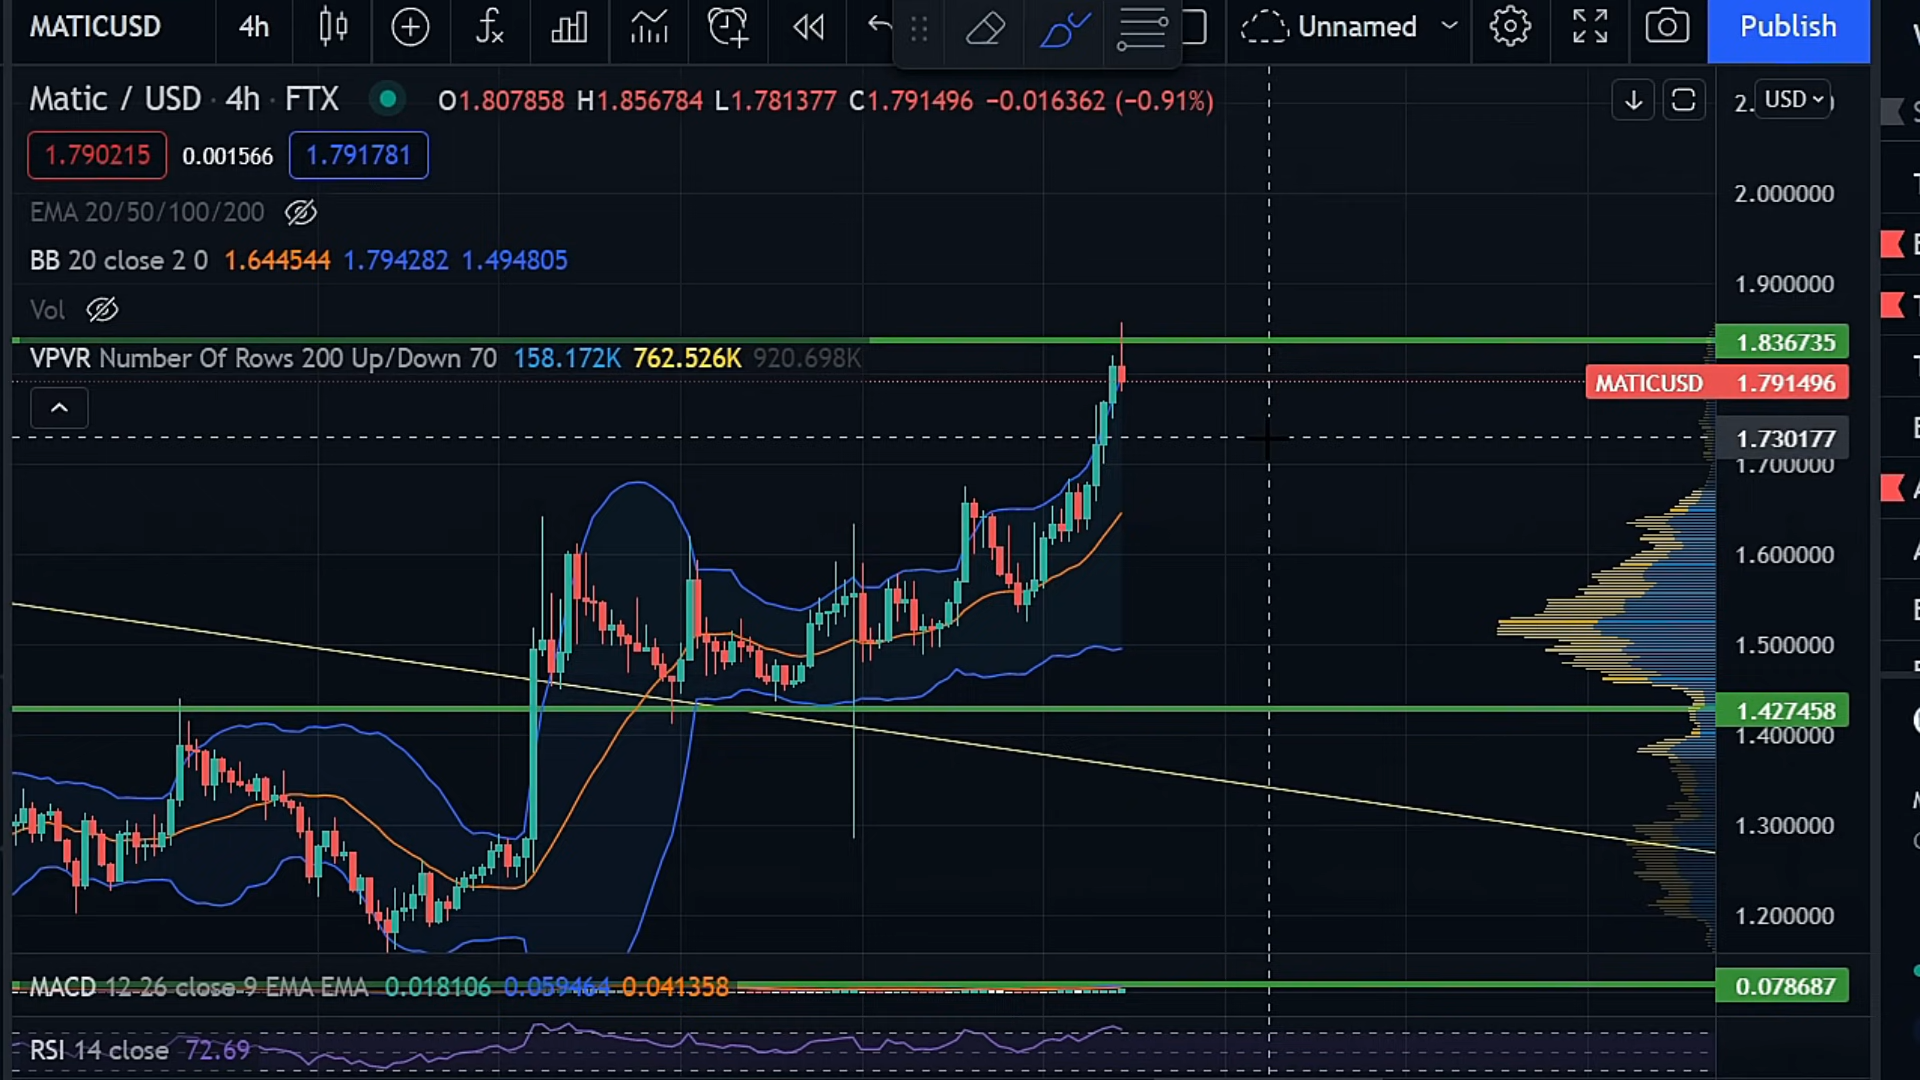 MATICUSD 4h Unnamed Publish
Matic / USD · 4h · FTX O1.807858 H1.856784 L1.781377 C1.791496 −0.016362 (−0.91%)
USD
1.790215 0.001566 1.791781
EMA 20/50/100/200
BB 20 close 2 0 1.644544 1.794282 1.494805
Vol
VPVR Number Of Rows 200 Up/Down 70 158.172K 762.526K 920.698K
2.000000
1.900000
1.836735
MATICUSD 1.791496
1.730177
1.700000
1.600000
1.500000
1.427458
1.400000
1.300000
1.200000
MACD 12 26 close 9 EMA EMA 0.018106 0.059464 0.041358
0.078687
RSI 14 close 72.69